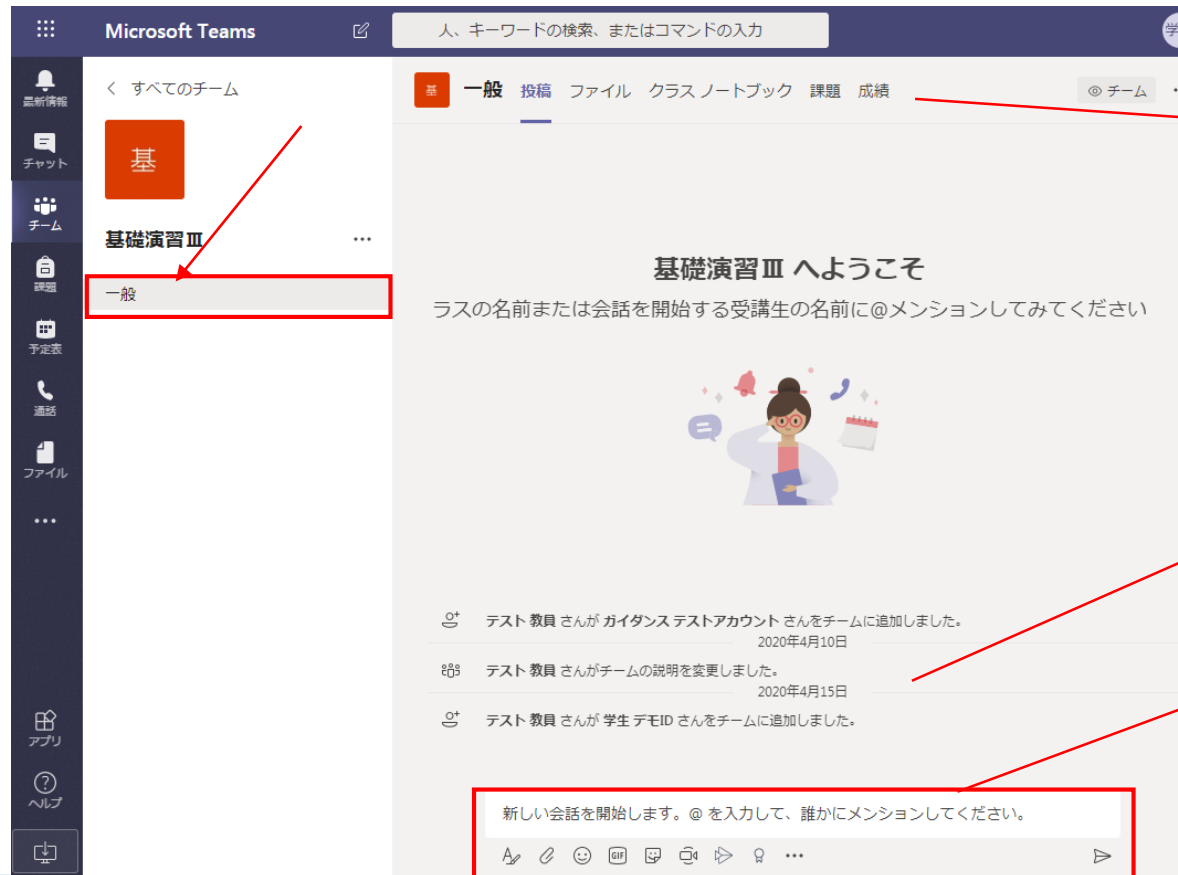 Microsoft Teams
人、キーワードの検索、またはコマンドの入力
学
最新情報
チャット
チーム
課題
予定表
通話
ファイル
アプリ
ヘルプ
すべてのチーム
基
基礎演習Ⅲ
一般
基 一般 投稿 ファイル クラス ノートブック 課題 成績
チーム
基礎演習Ⅲ へようこそ
ラスの名前または会話を開始する受講生の名前に@メンションしてみてください
テスト 教員 さんが ガイダンス テストアカウント さんをチームに追加しました。
2020年4月10日
テスト 教員 さんがチームの説明を変更しました。
2020年4月15日
テスト 教員 さんが 学生 デモID さんをチームに追加しました。
新しい会話を開始します。@ を入力して、誰かにメンションしてください。
GIF